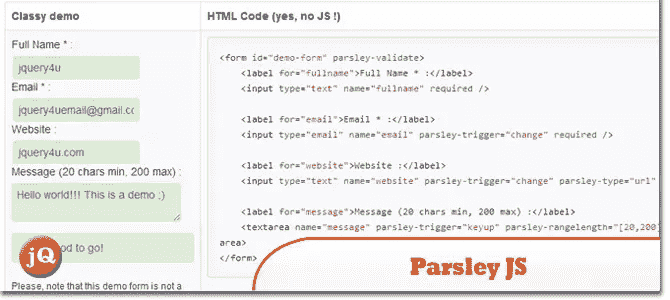 Classy demo
HTML Code (yes, no JS !)
Full Name * :
jquery4u
Email * :
jquery4uemail@gmail.cc
Website :
jquery4u.com
Message (20 chars min, 200 max) :
Hello world!!! This is a demo :)
od to go!
jQ
Please, note that this demo form is not a
<form id="demo-form" parsley-validate>
<label for="fullname">Full Name * :</label>
<input type="text" name="fullname" required />
<label for="email">Email * :</label>
<input type="email" name="email" parsley-trigger="change" required />
<label for="website">Website :</label>
<input type="text" name="website" parsley-trigger="change" parsley-type="url"
<label for="message">Message (20 chars min, 200 max) :</label>
<textarea name="message" parsley-trigger="keyup" parsley-rangelength="[20,200
area>
</form>
Parsley JS